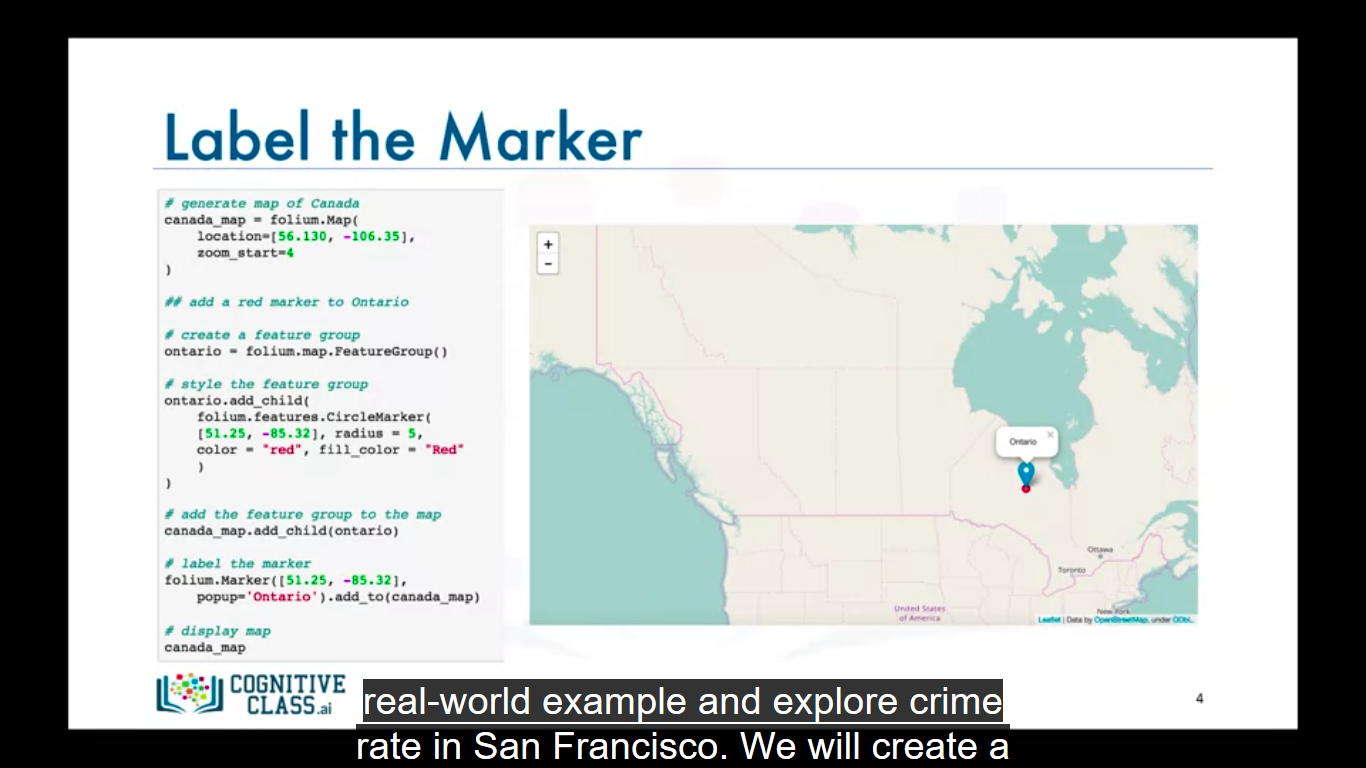 Label the Marker
# generate map of Canada
canada_map = folium.Map(
location=[56.130, -106.35],
zoom_start=4
)
## add a red marker to Ontario
# create a feature group
ontario = folium.map.FeatureGroup()
# style the feature group
ontario.add_child(
folium.features.CircleMarker(
[51.25, -85.32], radius = 5,
color = "red", fill_color = "Red"
)
)
# add the feature group to the map
canada_map.add_child(ontario)
# label the marker
folium.Marker([51.25, -85.32],
popup='Ontario').add_to(canada_map)
# display map
canada_map
+
−
Ontario
×
Ottawa
Toronto
New York
United States
of America
Leaflet | Data by OpenStreetMap, under ODbL.
COGNITIVE
CLASS.ai
4
real-world example and explore crime
rate in San Francisco. We will create a